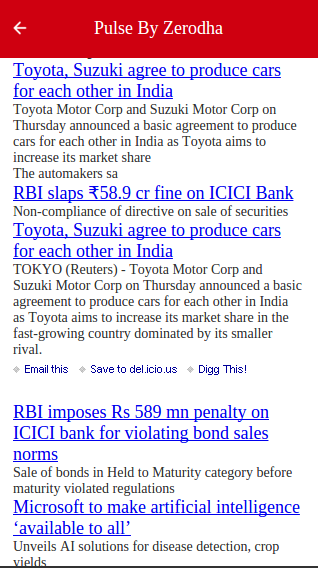 Pulse By Zerodha
Toyota, Suzuki agree to produce cars
for each other in India
Toyota Motor Corp and Suzuki Motor Corp on
Thursday announced a basic agreement to produce
cars for each other in India as Toyota aims to
increase its market share
The automakers sa
RBI slaps ₹58.9 cr fine on ICICI Bank
Non-compliance of directive on sale of securities
Toyota, Suzuki agree to produce cars
for each other in India
TOKYO (Reuters) - Toyota Motor Corp and
Suzuki Motor Corp on Thursday announced a basic
agreement to produce cars for each other in India
as Toyota aims to increase its market share in the
fast-growing country dominated by its smaller
rival.
Email this Save to del.icio.us Digg This!
RBI imposes Rs 589 mn penalty on
ICICI bank for violating bond sales
norms
Sale of bonds in Held to Maturity category before
maturity violated regulations
Microsoft to make artificial intelligence
‘available to all’
Unveils AI solutions for disease detection, crop
yields